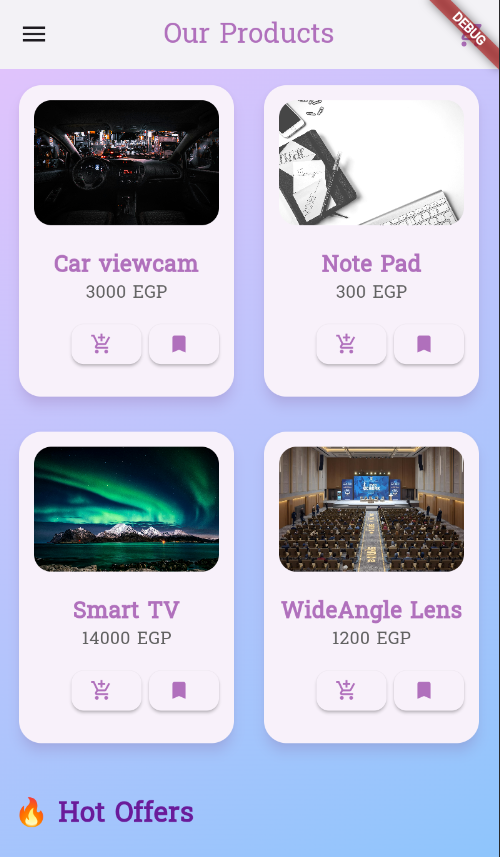 Our Products
DEBUG
Car viewcam
3000 EGP
Note Pad
300 EGP
Smart TV
14000 EGP
WideAngle Lens
1200 EGP
🔥 Hot Offers